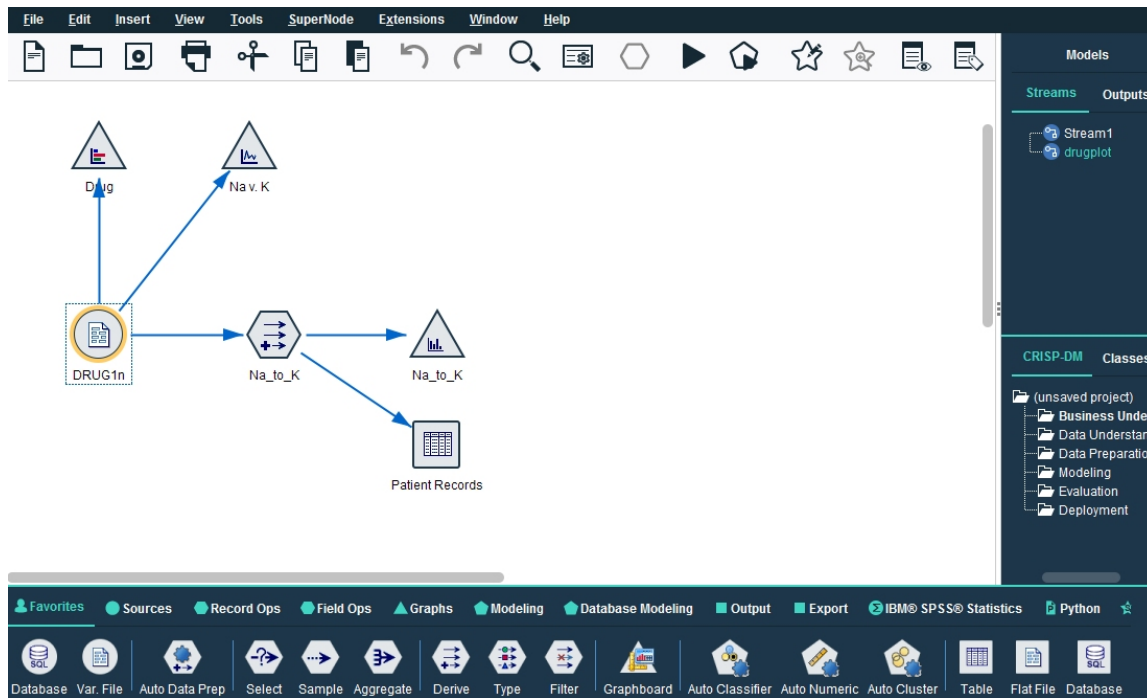 File Edit Insert View Tools SuperNode Extensions Window Help
Models
Streams Outputs
Stream1
drugplot
Drug
Na v. K
DRUG1n
Na_to_K
Na_to_K
Patient Records
CRISP-DM Classes
(unsaved project)
Business Unde
Data Understan
Data Preparatio
Modeling
Evaluation
Deployment
Favorites Sources Record Ops Field Ops Graphs Modeling Database Modeling Output Export IBM® SPSS® Statistics Python
SQL SQL
Database Var. File Auto Data Prep Select Sample Aggregate Derive Type Filter Graphboard Auto Classifier Auto Numeric Auto Cluster Table Flat File Database